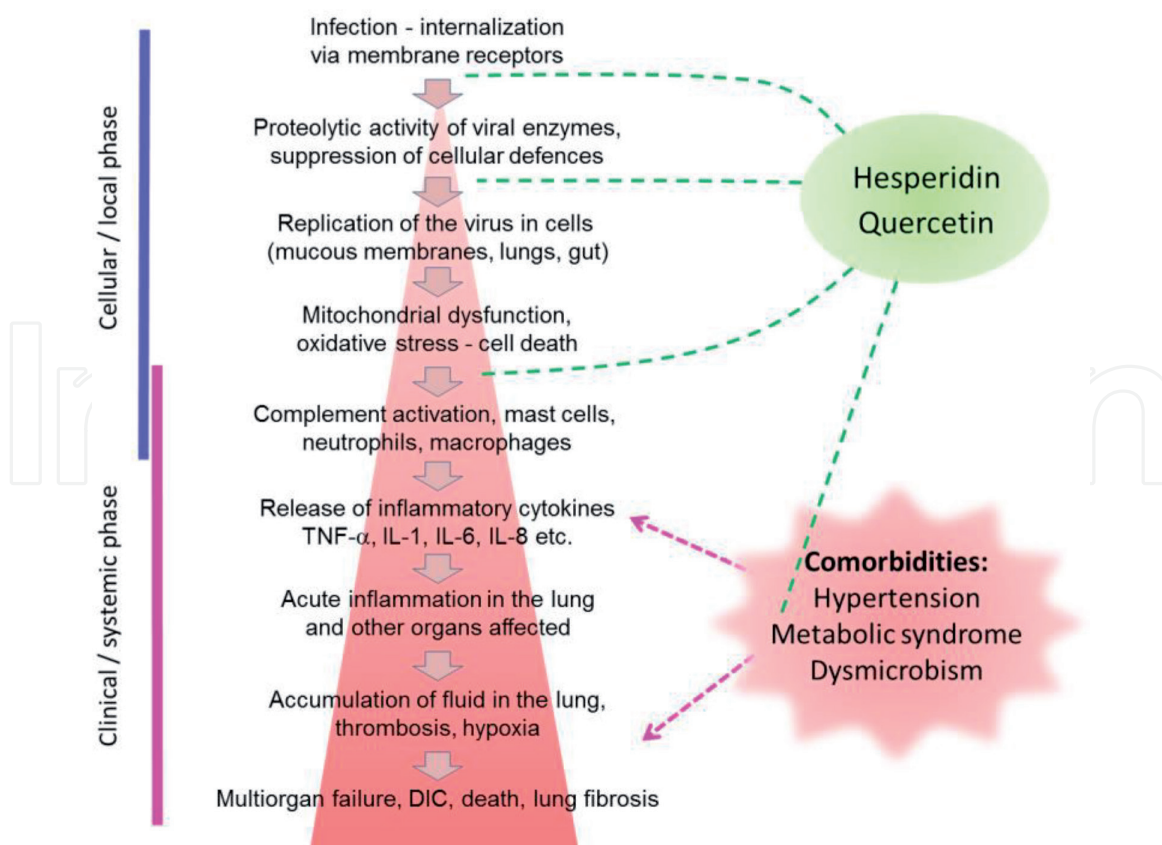 Infection - internalization
via membrane receptors
Proteolytic activity of viral enzymes,
suppression of cellular defences
Replication of the virus in cells
(mucous membranes, lungs, gut)
Mitochondrial dysfunction,
oxidative stress - cell death
Complement activation, mast cells,
neutrophils, macrophages
Release of inflammatory cytokines
TNF-α, IL-1, IL-6, IL-8 etc.
Acute inflammation in the lung
and other organs affected
Accumulation of fluid in the lung,
thrombosis, hypoxia
Multiorgan failure, DIC, death, lung fibrosis
Cellular / local phase
Clinical / systemic phase
Hesperidin
Quercetin
Comorbidities:
Hypertension
Metabolic syndrome
Dysmicrobism